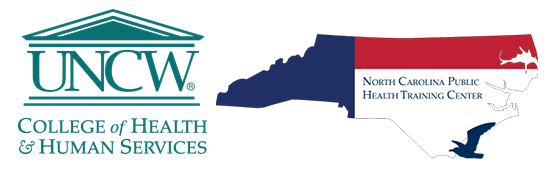 UNCW®
COLLEGE of HEALTH
& HUMAN SERVICES
NORTH CAROLINA PUBLIC
HEALTH TRAINING CENTER